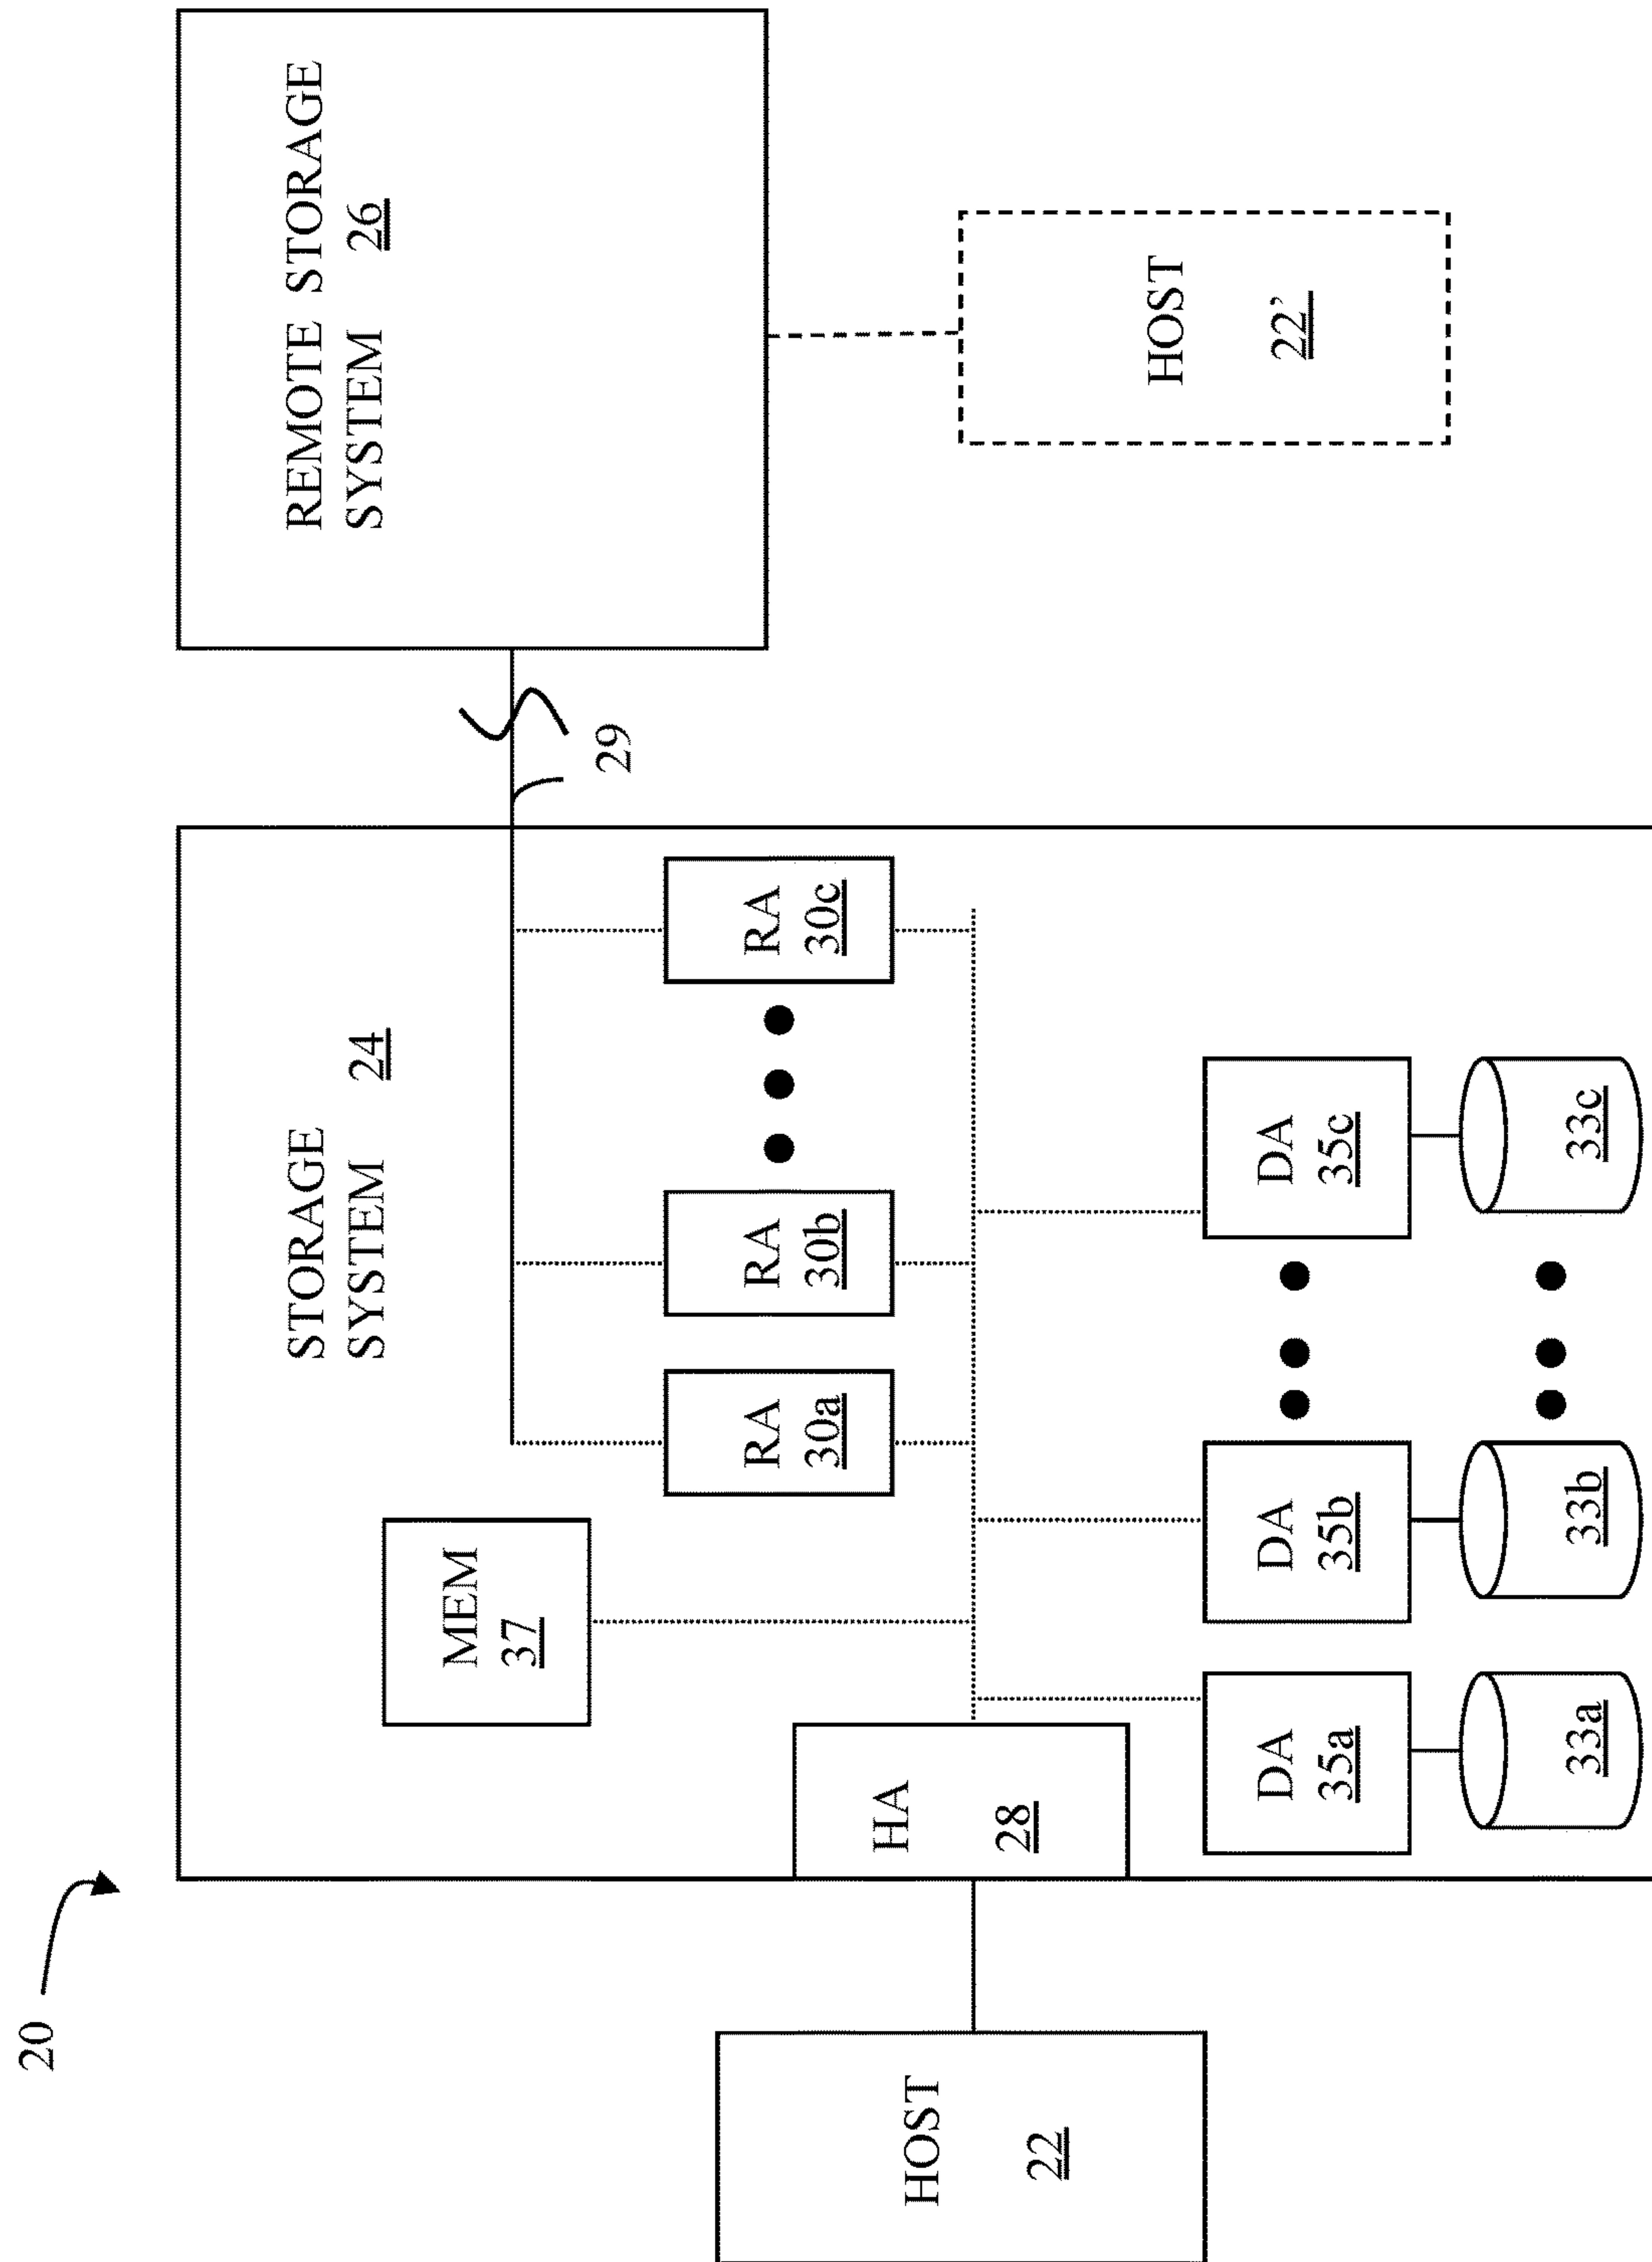 20
HOST
22
STORAGE
SYSTEM 24
MEM
37
HA
28
RA
30a
RA
30b
RA
30c
DA
35a
DA
35b
DA
35c
33a
33b
33c
29
REMOTE STORAGE
SYSTEM 26
HOST
22’